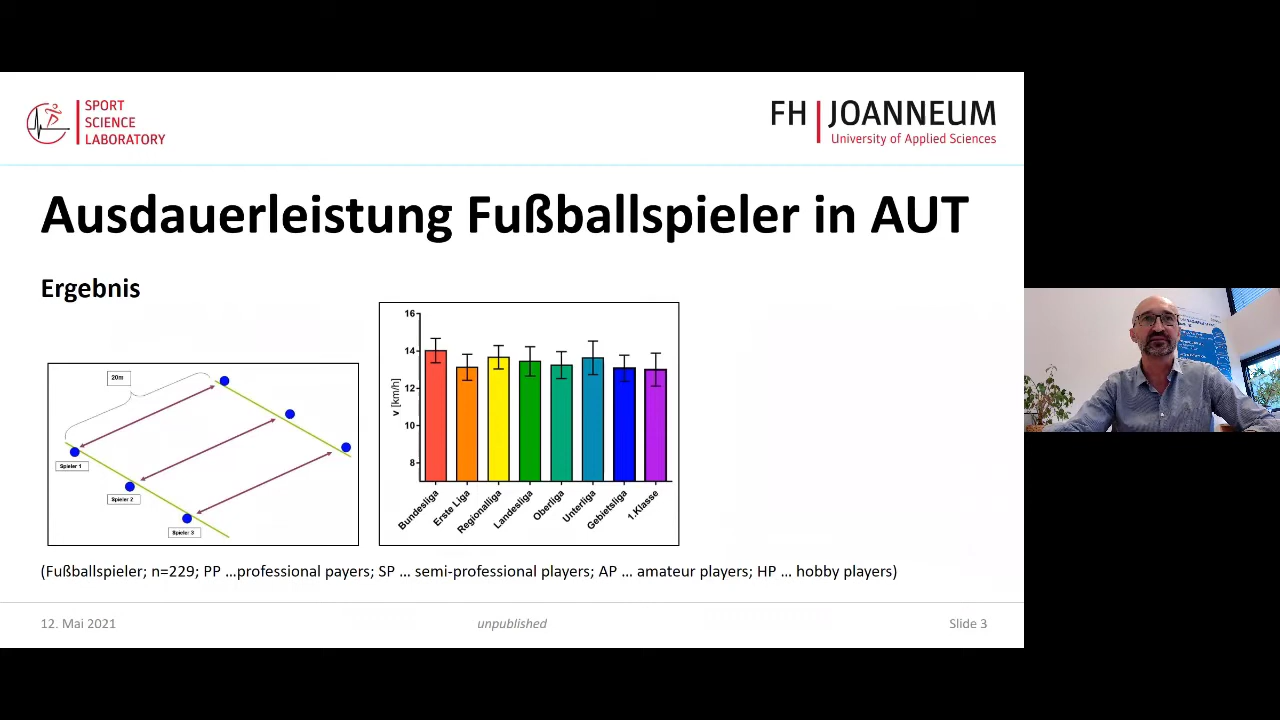 SPORT
SCIENCE
LABORATORY
FH JOANNEUM
University of Applied Sciences
Ausdauerleistung Fußballspieler in AUT
Ergebnis
20m
Spieler 1
Spieler 2
Spieler 3
16
14
12
10
8
v [km/h]
Bundesliga
Erste Liga
Regionalliga
Landesliga
Oberliga
Unterliga
Gebietsliga
1.Klasse
(Fußballspieler; n=229; PP …professional payers; SP … semi-professional players; AP … amateur players; HP … hobby players)
12. Mai 2021
unpublished
Slide 3